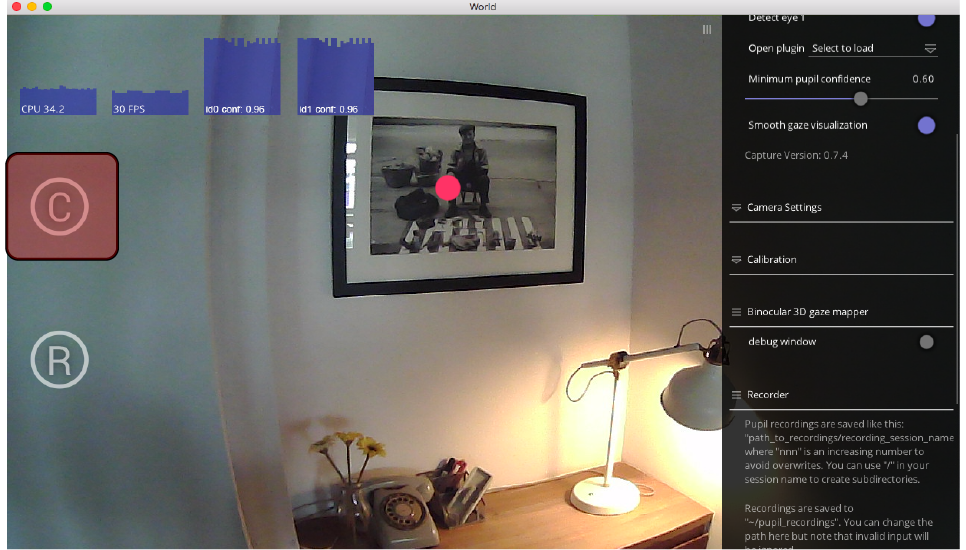 World
CPU 34.2
30 FPS
id0 conf: 0.96
id1 conf: 0.96
C
R
Detect eye 1
Open plugin Select to load
Minimum pupil confidence 0.60
Smooth gaze visualization
Capture Version: 0.7.4
Camera Settings
Calibration
Binocular 3D gaze mapper
debug window
Recorder
Pupil recordings are saved like this:
"path_to_recordings/recording_session_name
where "nnn" is an increasing number to
avoid overwrites. You can use "/" in your
session name to create subdirectories.
Recordings are saved to
"~/pupil_recordings". You can change the
path here but note that invalid input will
be ignored